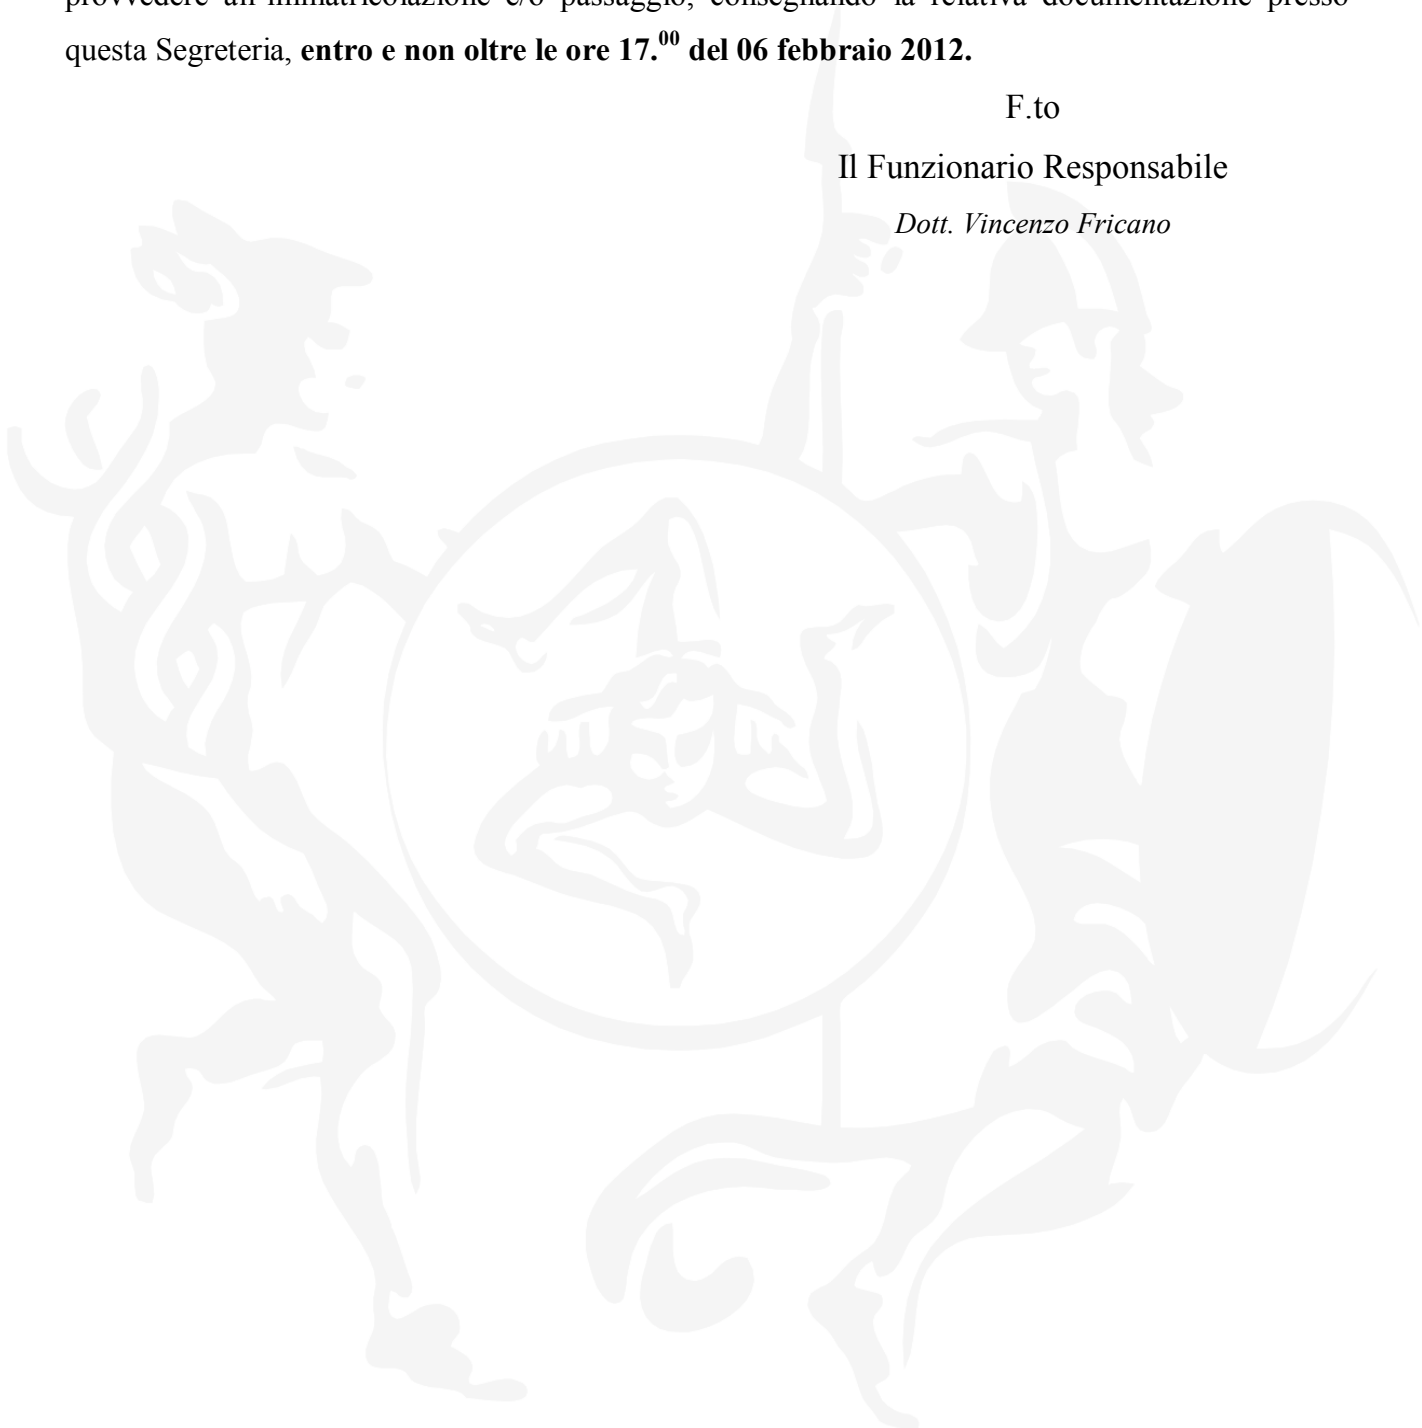 provvedere all'immatricolazione e/o passaggio, consegnando la relativa documentazione presso
questa Segreteria, entro e non oltre le ore 17.00 del 06 febbraio 2012.
F.to
Il Funzionario Responsabile
Dott. Vincenzo Fricano